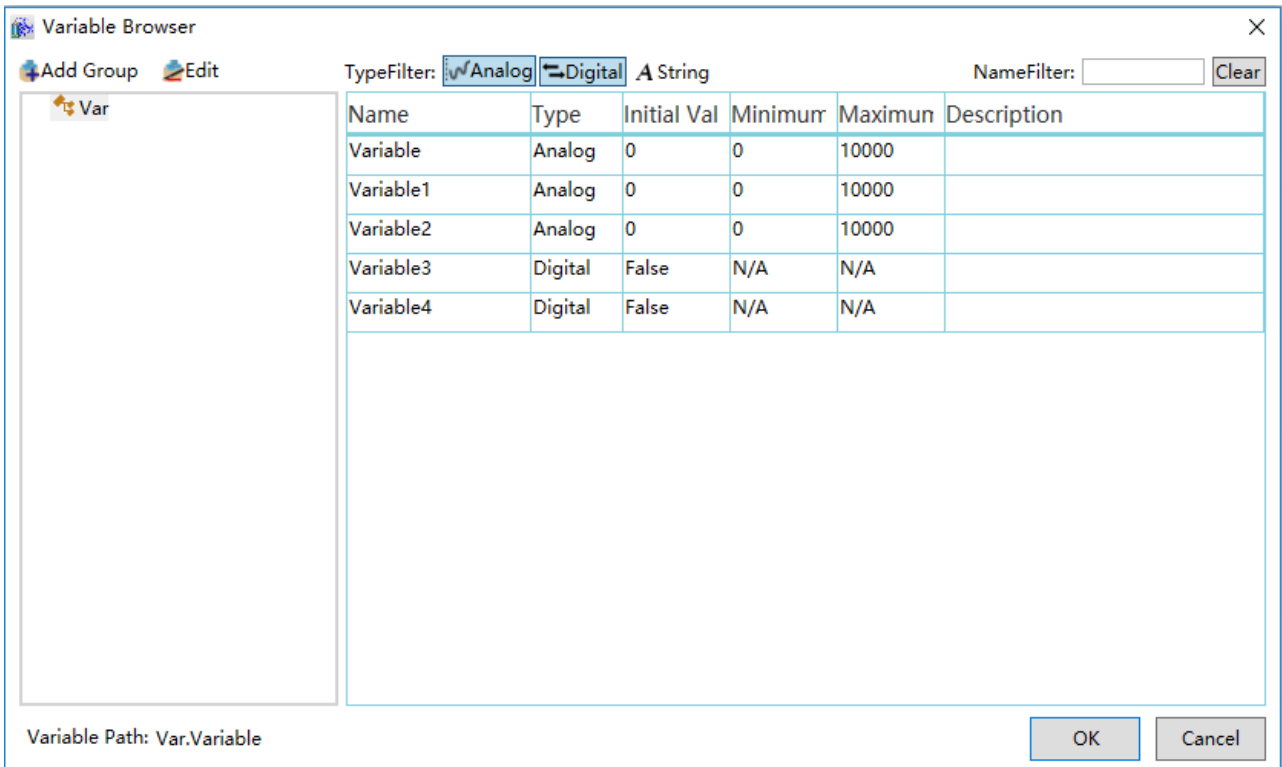 Variable Browser
Add Group Edit TypeFilter: Analog Digital A String NameFilter: Clear
Var
Name Type Initial Val Minimum Maximun Description
Variable Analog 0 0 10000
Variable1 Analog 0 0 10000
Variable2 Analog 0 0 10000
Variable3 Digital False N/A N/A
Variable4 Digital False N/A N/A
Variable Path: Var.Variable OK Cancel